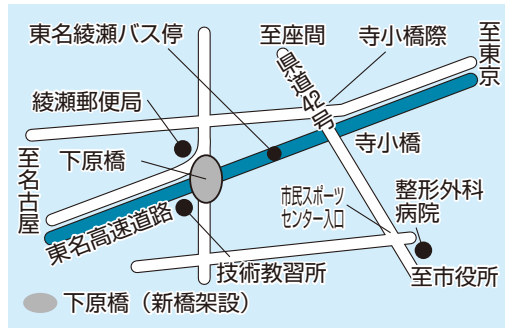 東名綾瀬バス停
至座間
寺小橋際
至東京
県道42号
綾瀬郵便局
下原橋
寺小橋
至名古屋
市民スポーツ
センター入口
整形外科
病院
東名高速道路
技術教習所
至市役所
下原橋（新橋架設）